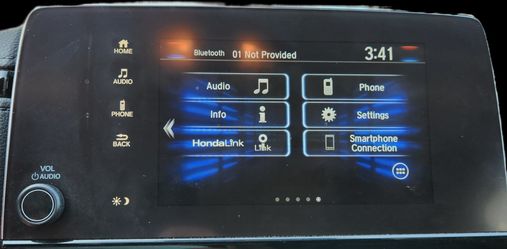 HOME
AUDIO
PHONE
BACK
VOL
AUDIO
Bluetooth 01 Not Provided 3:41
Audio
Phone
Info
Settings
HondaLink Link
Smartphone
Connection